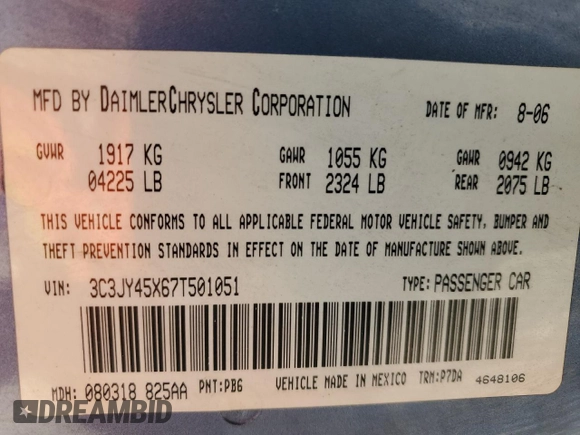 MFD BY DAIMLERCHRYSLER CORPORATION DATE OF MFR: 8-06
GVWR 1917 KG GAWR 1055 KG GAWR 0942 KG
04225 LB FRONT 2324 LB REAR 2075 LB
THIS VEHICLE CONFORMS TO ALL APPLICABLE FEDERAL MOTOR VEHICLE SAFETY, BUMPER AND
THEFT PREVENTION STANDARDS IN EFFECT ON THE DATE OF MANUFACTURE SHOWN ABOVE.
VIN: 3C3JY45X67T501051 TYPE: PASSENGER CAR
MDH: 080318 825AA PNT:PB6 VEHICLE MADE IN MEXICO TRM:P7DA 4648106
DREAMBID